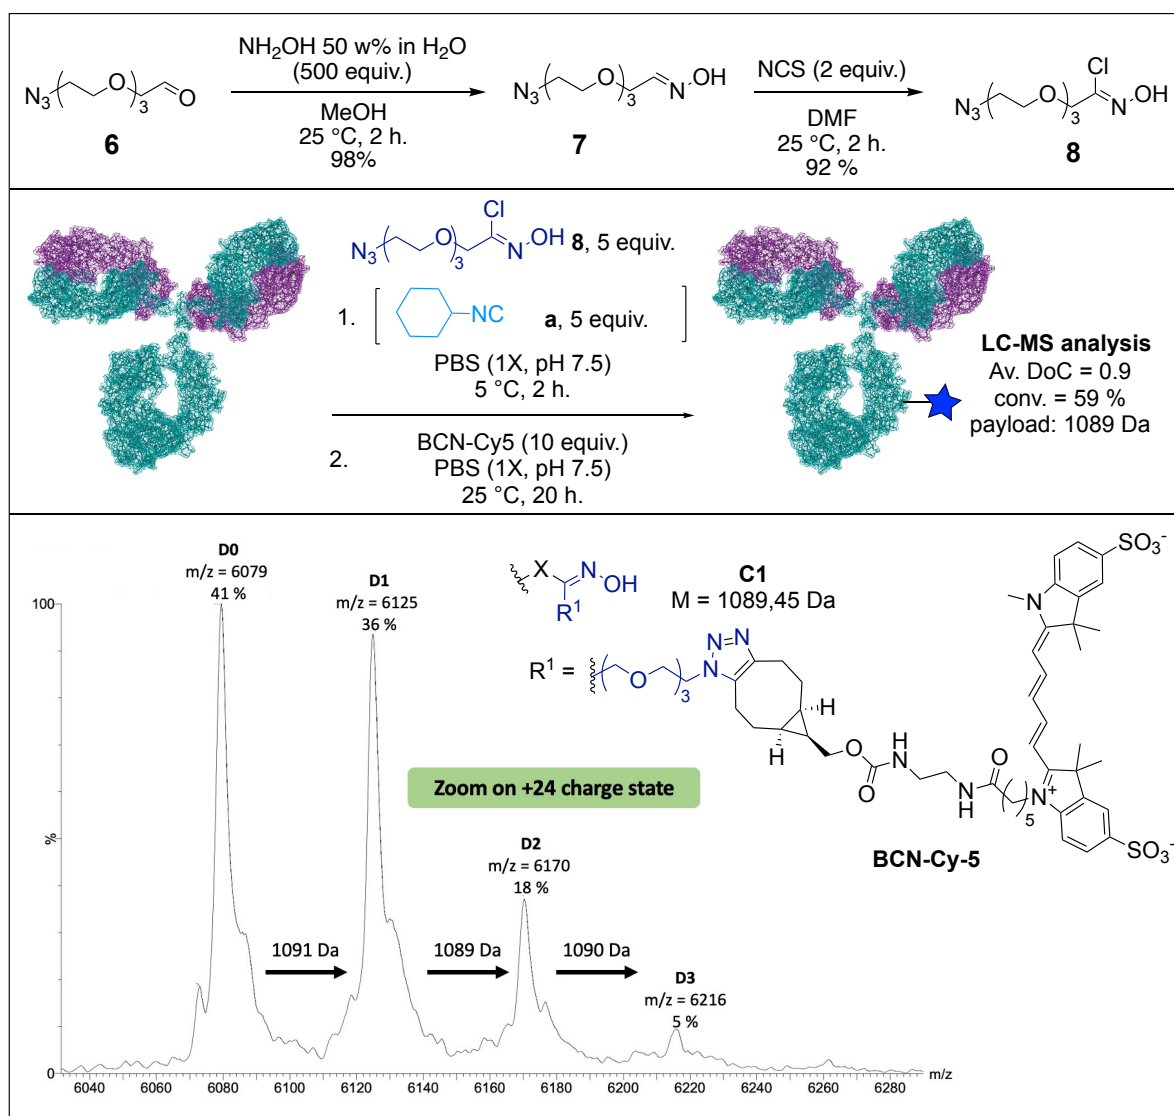 NH₂OH 50 w% in H₂O
(500 equiv.)
MeOH
25 °C, 2 h.
98%
NCS (2 equiv.)
DMF
25 °C, 2 h.
92 %
N₃ ( O )₃ O
6
N₃ ( O )₃ N OH
7
N₃ ( O )₃ Cl N OH
8
1.
N₃ ( O )₃ Cl N OH 8, 5 equiv.
NC a, 5 equiv.
PBS (1X, pH 7.5)
5 °C, 2 h.
2.
BCN-Cy5 (10 equiv.)
PBS (1X, pH 7.5)
25 °C, 20 h.
LC-MS analysis
Av. DoC = 0.9
conv. = 59 %
payload: 1089 Da
D0
m/z = 6079
41 %
D1
m/z = 6125
36 %
D2
m/z = 6170
18 %
D3
m/z = 6216
5 %
1091 Da
1089 Da
1090 Da
Zoom on +24 charge state
X N OH
R¹
C1
M = 1089,45 Da
R¹ = ( O )₃ N N=N
H
H
O
O
H
N
N
H
O
( )₅
N⁺
N
SO₃⁻
SO₃⁻
BCN-Cy-5
100
%
0
6040 6060 6080 6100 6120 6140 6160 6180 6200 6220 6240 6260 6280 m/z